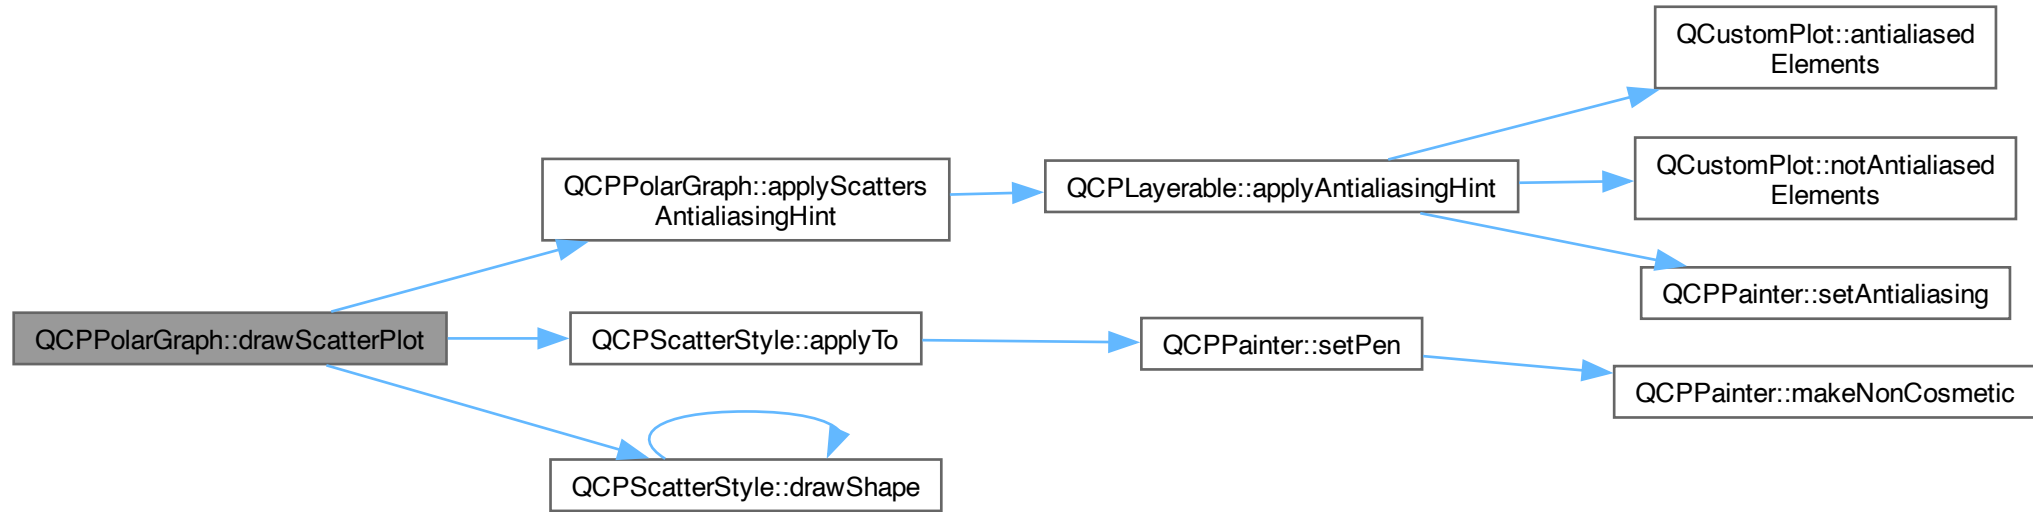 QCustomPlot::antialiased
Elements
QCPPolarGraph::applyScatters
AntialiasingHint
QCPLayerable::applyAntialiasingHint
QCustomPlot::notAntialiased
Elements
QCPPainter::setAntialiasing
QCPPolarGraph::drawScatterPlot
QCPScatterStyle::applyTo
QCPPainter::setPen
QCPPainter::makeNonCosmetic
QCPScatterStyle::drawShape